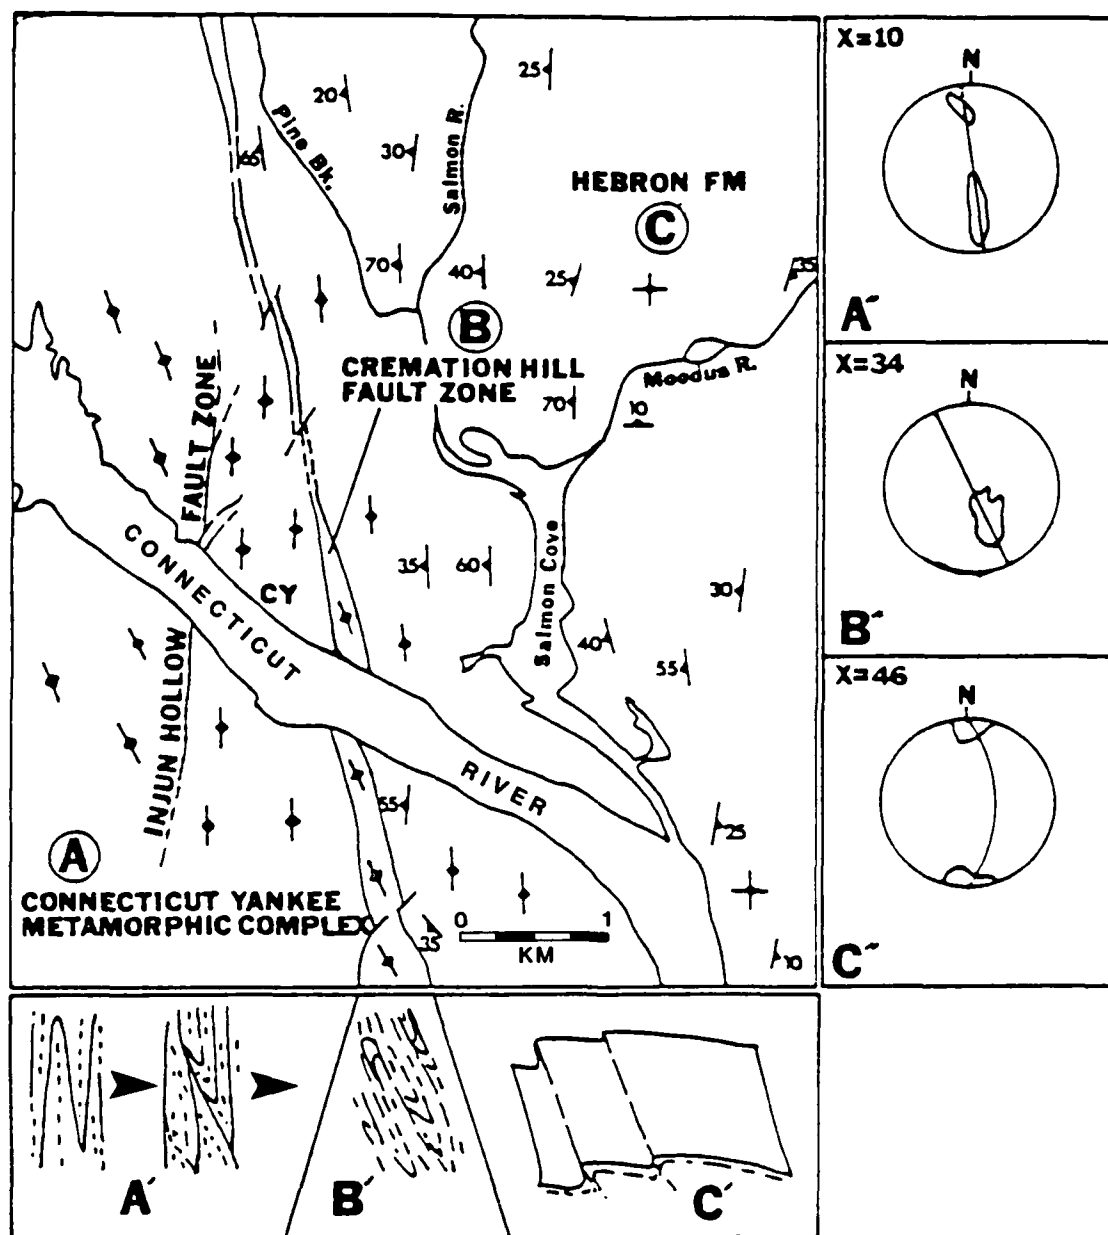 25
20
Pine Bk.
Salmon R.
30
65
HEBRON FM
C
70
40
25
35
B
CREMATION HILL
FAULT ZONE
Moodus R.
70
10
FAULT ZONE
CONNECTICUT
CY
35
60
30
Salmon Cove
40
55
INJUN HOLLOW
RIVER
55
25
A
CONNECTICUT YANKEE
METAMORPHIC COMPLEX
35
0 1
KM
10
X=10
N
A"
X=34
N
B"
X=46
N
C"
A'
B'
C'